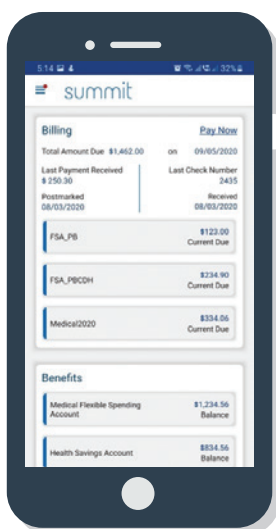 5:14
32%
summit
Billing Pay Now
Total Amount Due $1,462.00 on 09/05/2020
Last Payment Received Last Check Number
$ 250.30 2435
Postmarked Received
08/03/2020 08/03/2020
$123.00
FSA_PB Current Due
$234.90
FSA_PBCDH Current Due
$334.06
Medical2020 Current Due
Benefits
Medical Flexible Spending $1,234.56
Account Balance
$834.56
Health Savings Account Balance